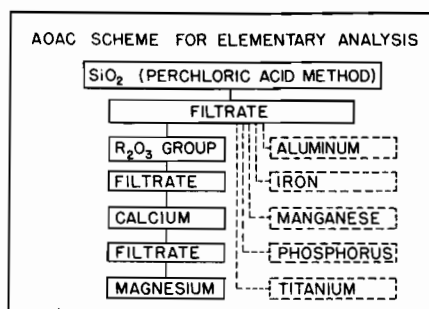 AOAC SCHEME FOR ELEMENTARY ANALYSIS
SiO₂ (PERCHLORIC ACID METHOD)
FILTRATE
R₂O₃ GROUP
FILTRATE
CALCIUM
FILTRATE
MAGNESIUM
ALUMINUM
IRON
MANGANESE
PHOSPHORUS
TITANIUM